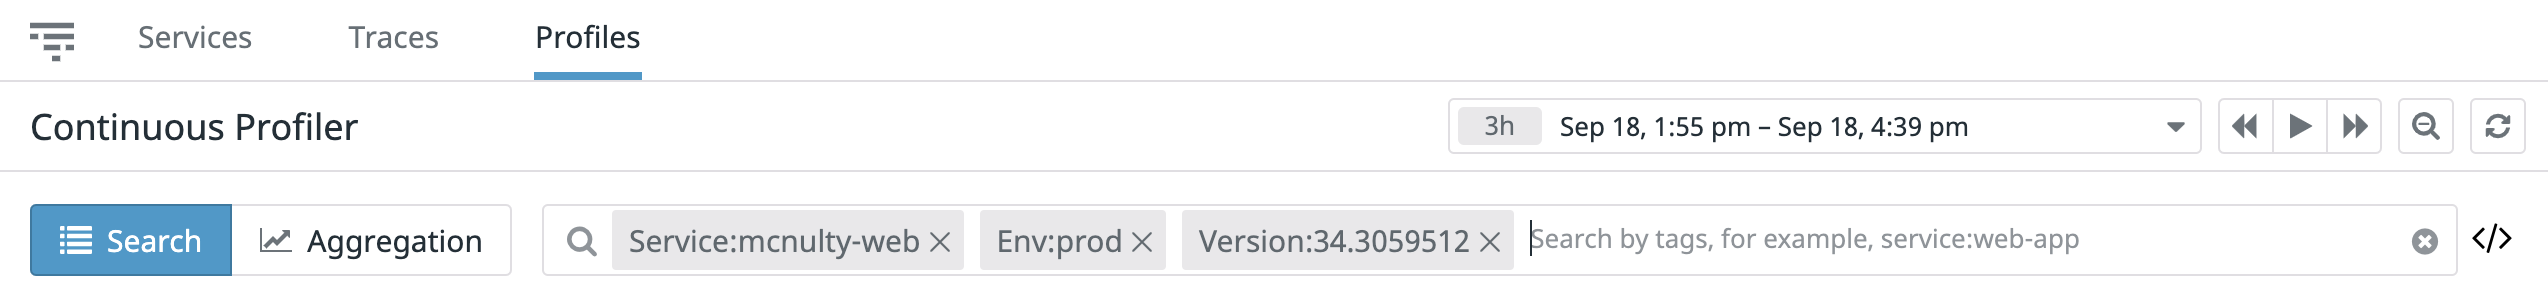 Services Traces Profiles
Continuous Profiler 3h Sep 18, 1:55 pm – Sep 18, 4:39 pm
Search Aggregation Service:mcnulty-web Env:prod Version:34.3059512 Search by tags, for example, service:web-app </>